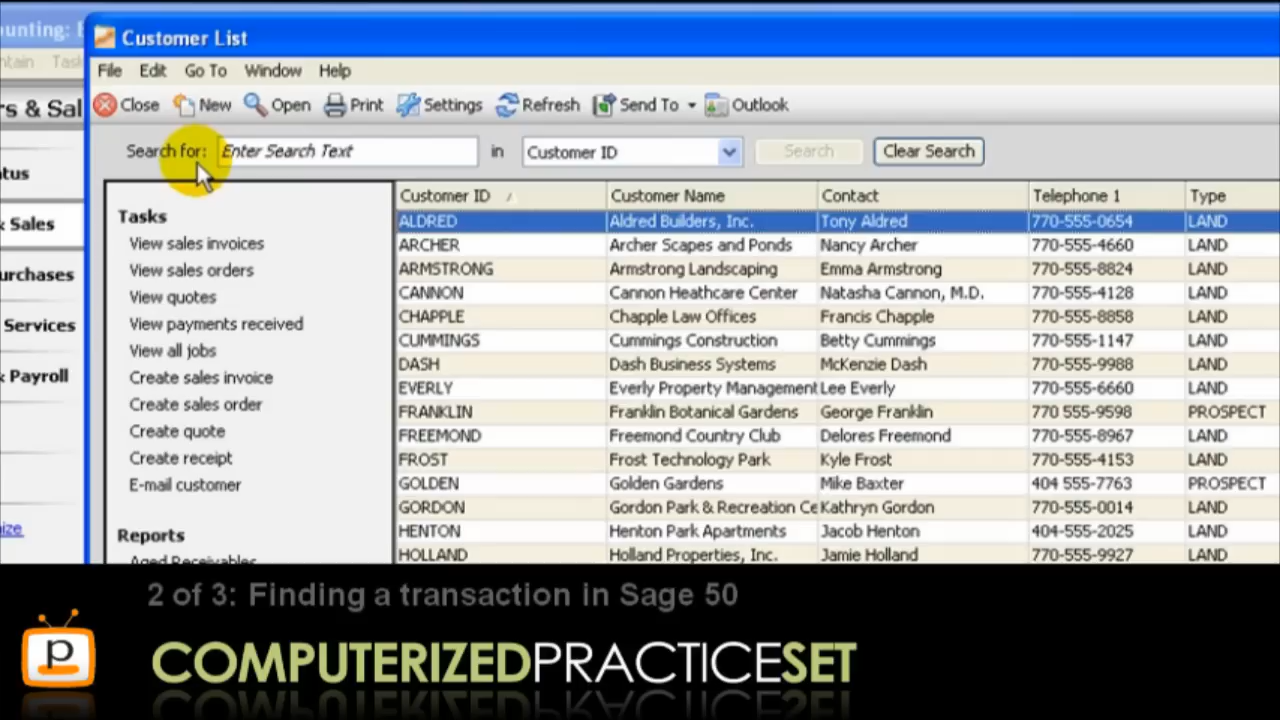 ounting: E
Customer List
ntain Task
File Edit Go To Window Help
rs & Sal
Close New Open Print Settings Refresh Send To Outlook
Search for: Enter Search Text in Customer ID Search Clear Search
atus
& Sales
urchases
Services
& Payroll
ize
Tasks
View sales invoices
View sales orders
View quotes
View payments received
View all jobs
Create sales invoice
Create sales order
Create quote
Create receipt
E-mail customer
Reports
Aged Receivables
Customer ID Customer Name Contact Telephone 1 Type
ALDRED Aldred Builders, Inc. Tony Aldred 770-555-0654 LAND
ARCHER Archer Scapes and Ponds Nancy Archer 770-555-4660 LAND
ARMSTRONG Armstrong Landscaping Emma Armstrong 770-555-8824 LAND
CANNON Cannon Heathcare Center Natasha Cannon, M.D. 770-555-4128 LAND
CHAPPLE Chapple Law Offices Francis Chapple 770-555-8858 LAND
CUMMINGS Cummings Construction Betty Cummings 770-555-1147 LAND
DASH Dash Business Systems McKenzie Dash 770-555-9988 LAND
EVERLY Everly Property Management Lee Everly 770-555-6660 LAND
FRANKLIN Franklin Botanical Gardens George Franklin 770 555-9598 PROSPECT
FREEMOND Freemond Country Club Delores Freemond 770-555-8967 LAND
FROST Frost Technology Park Kyle Frost 770-555-4153 LAND
GOLDEN Golden Gardens Mike Baxter 404 555-7763 PROSPECT
GORDON Gordon Park & Recreation Ce Kathryn Gordon 770-555-0014 LAND
HENTON Henton Park Apartments Jacob Henton 404-555-2025 LAND
HOLLAND Holland Properties, Inc. Jamie Holland 770-555-9927 LAND
2 of 3: Finding a transaction in Sage 50
p
COMPUTERIZEDPRACTICESET